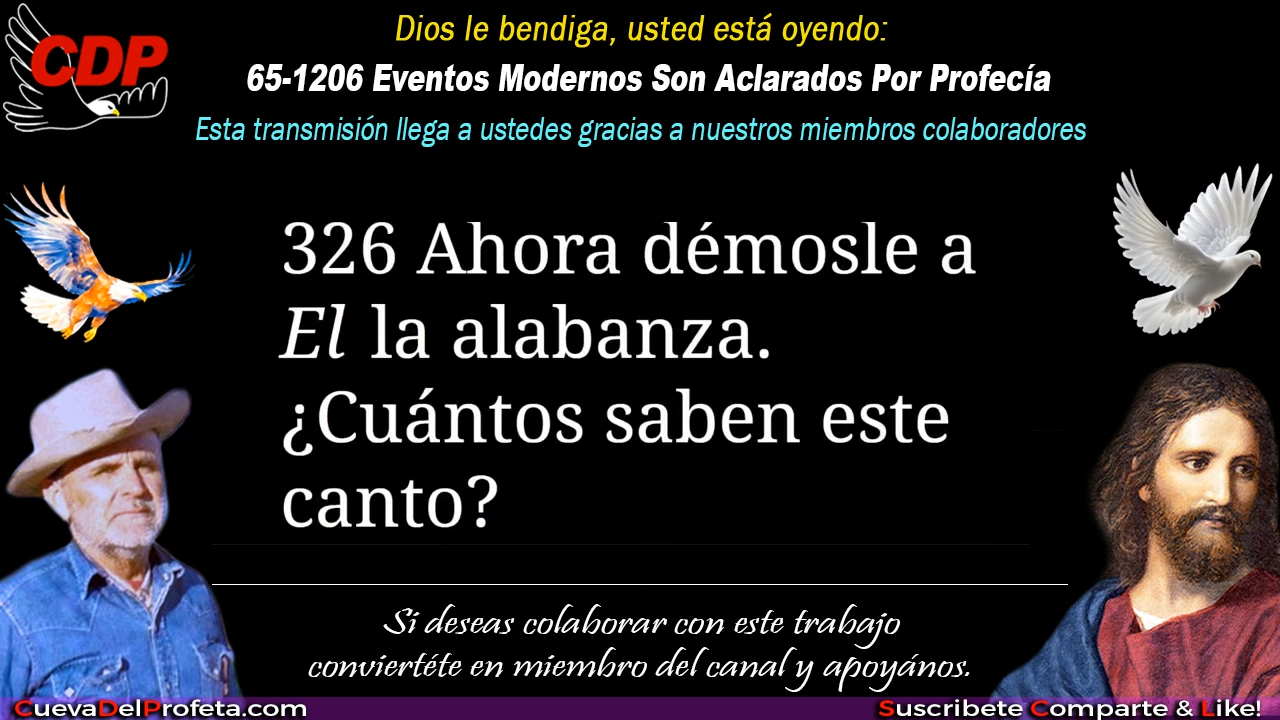 CDP
Dios le bendiga, usted está oyendo:
65-1206 Eventos Modernos Son Aclarados Por Profecía
Esta transmisión llega a ustedes gracias a nuestros miembros colaboradores
326 Ahora démosle a
El la alabanza.
¿Cuántos saben este
canto?
Si deseas colaborar con este trabajo
conviertéte en miembro del canal y apoyános.
CuevaDelProfeta.com
Suscribete Comparte & Like!